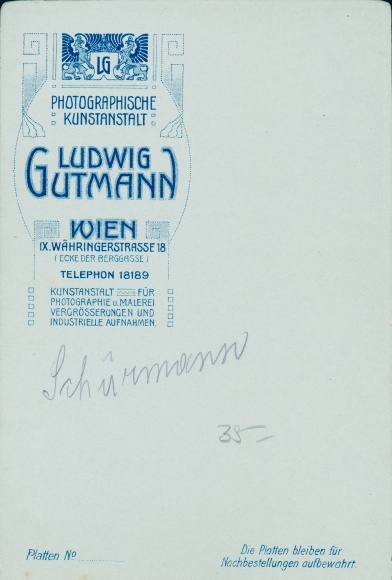 LG
PHOTOGRAPHISCHE
KUNSTANSTALT
LUDWIG
GUTMANN
WIEN
IX. WÄHRINGERSTRASSE 18
(ECKE DER BERGGASSE)
TELEPHON 18189
KUNSTANSTALT FÜR
PHOTOGRAPHIE u. MALEREI
VERGRÖSSERUNGEN UND
INDUSTRIELLE AUFNAHMEN.
Schürmann
35-
Platten No
Die Platten bleiben für
Nachbestellungen aufbewahrt.